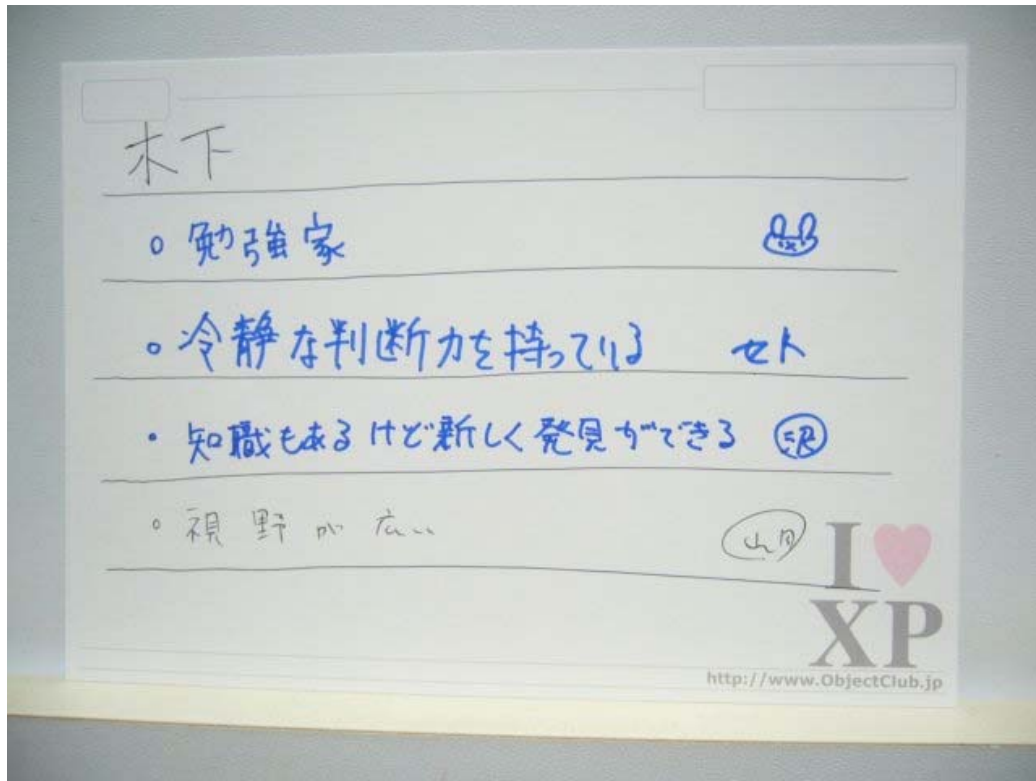 木下
○ 勉強家
○ 冷静な判断力を持っている セト
・ 知識もあるけど新しく発見ができる 沢
○ 視野が広い
I ♥
XP
http://www.ObjectClub.jp